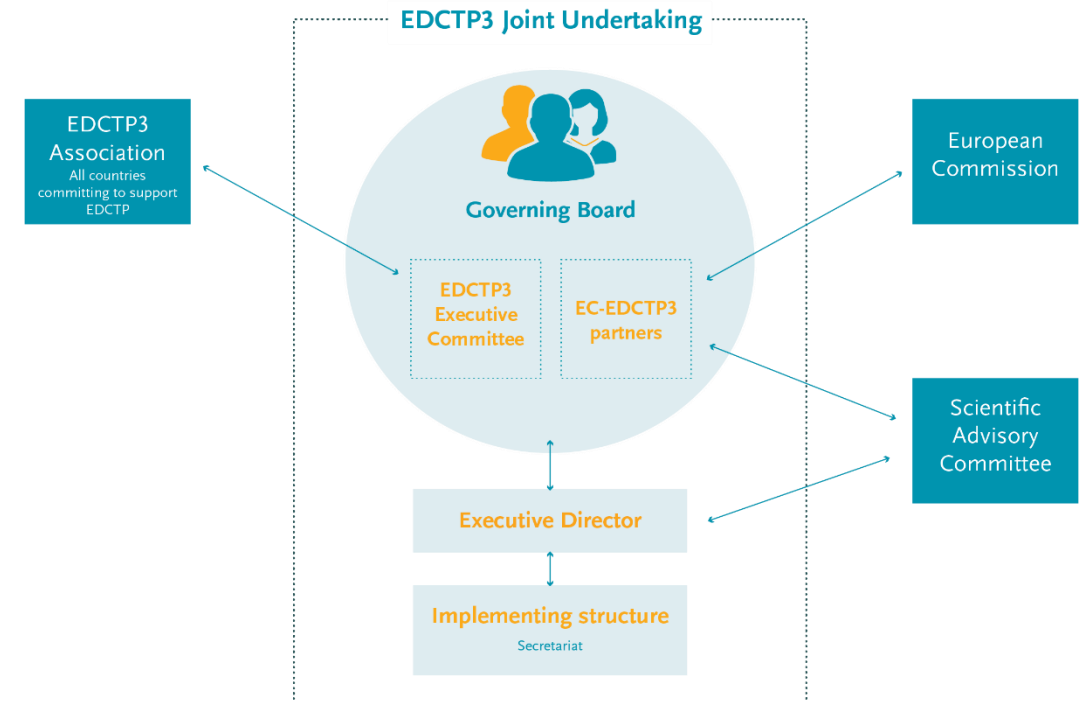 EDCTP3 Joint Undertaking
EDCTP3
Association
All countries
committing to support
EDCTP
Governing Board
EDCTP3
Executive
Committee
EC-EDCTP3
partners
European
Commission
Scientific
Advisory
Committee
Executive Director
Implementing structure
Secretariat